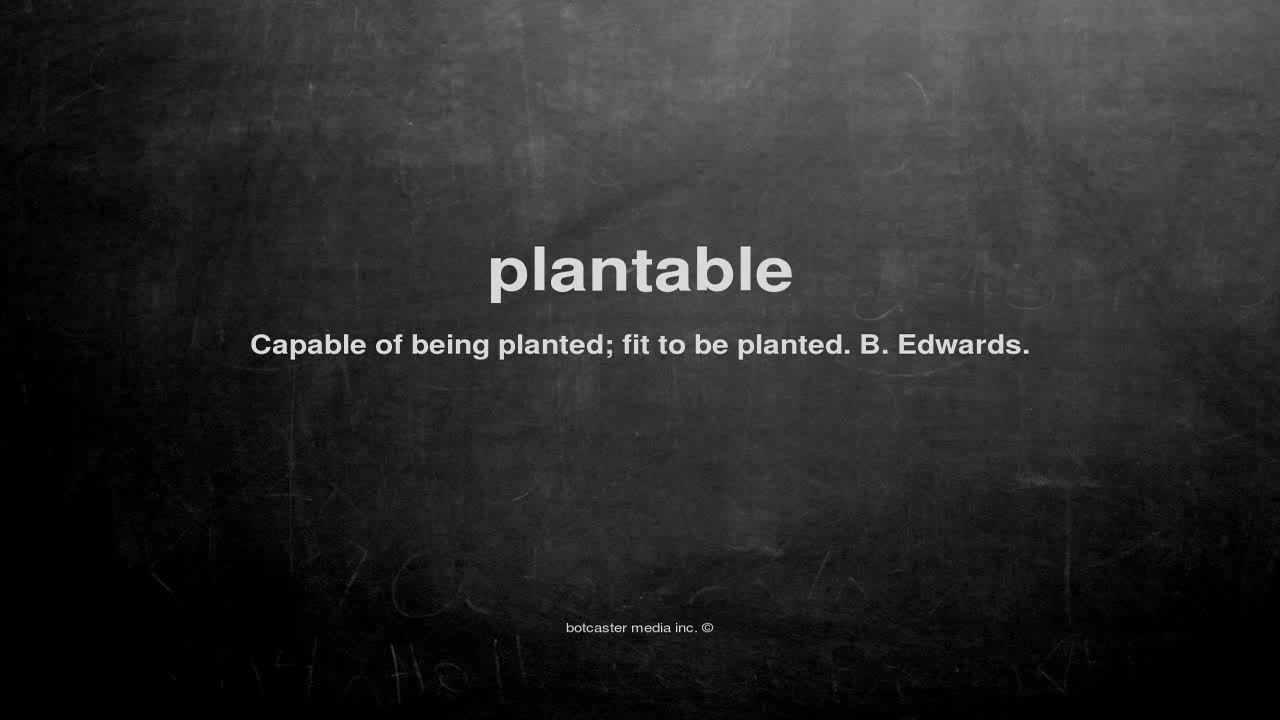 plantable
Capable of being planted; fit to be planted. B. Edwards.
botcaster media inc. ©